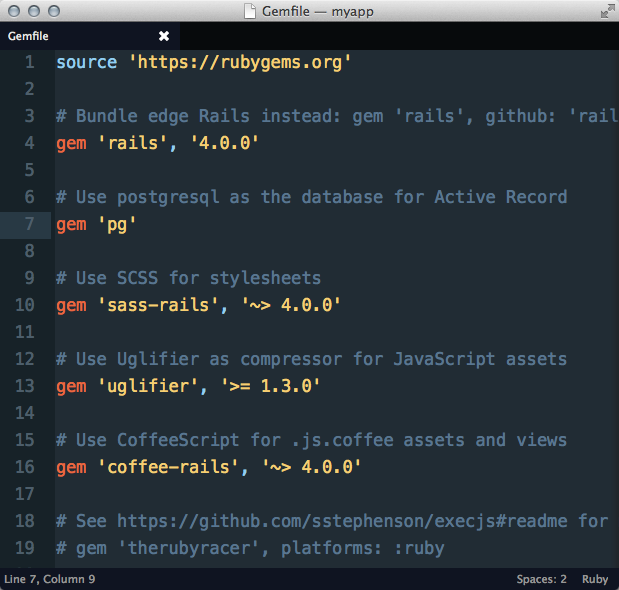 Gemfile — myapp
Gemfile
1 source 'https://rubygems.org'
2
3 # Bundle edge Rails instead: gem 'rails', github: 'rail
4 gem 'rails', '4.0.0'
5
6 # Use postgresql as the database for Active Record
7 gem 'pg'
8
9 # Use SCSS for stylesheets
10 gem 'sass-rails', '~> 4.0.0'
11
12 # Use Uglifier as compressor for JavaScript assets
13 gem 'uglifier', '>= 1.3.0'
14
15 # Use CoffeeScript for .js.coffee assets and views
16 gem 'coffee-rails', '~> 4.0.0'
17
18 # See https://github.com/sstephenson/execjs#readme for
19 # gem 'therubyracer', platforms: :ruby
Line 7, Column 9 Spaces: 2 Ruby